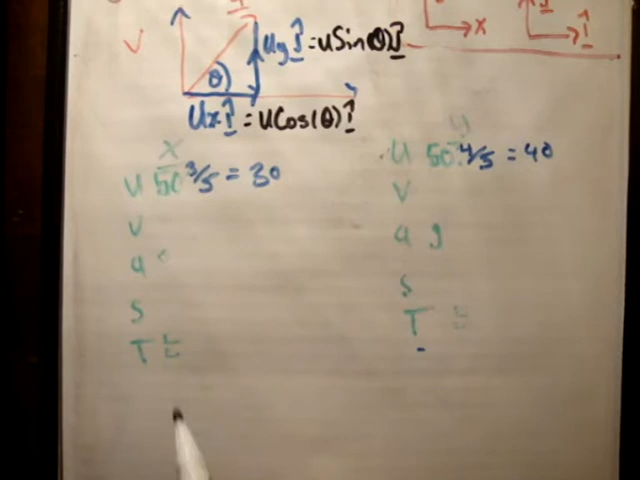 V
Uy ĵ = uSin(θ)ĵ
x
î
θ
Ux î = uCos(θ)î
x
y
U 50 3/5 = 30
U 50. 4/5 = 40
V
V
a
a g
S
S
T t
T t